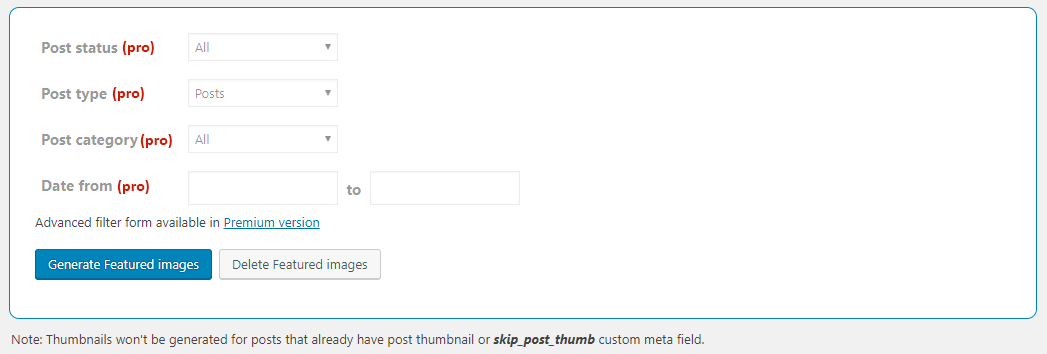 Post status (pro) All
Post type (pro) Posts
Post category (pro) All
Date from (pro) to
Advanced filter form available in Premium version
Generate Featured images Delete Featured images
Note: Thumbnails won't be generated for posts that already have post thumbnail or skip_post_thumb custom meta field.